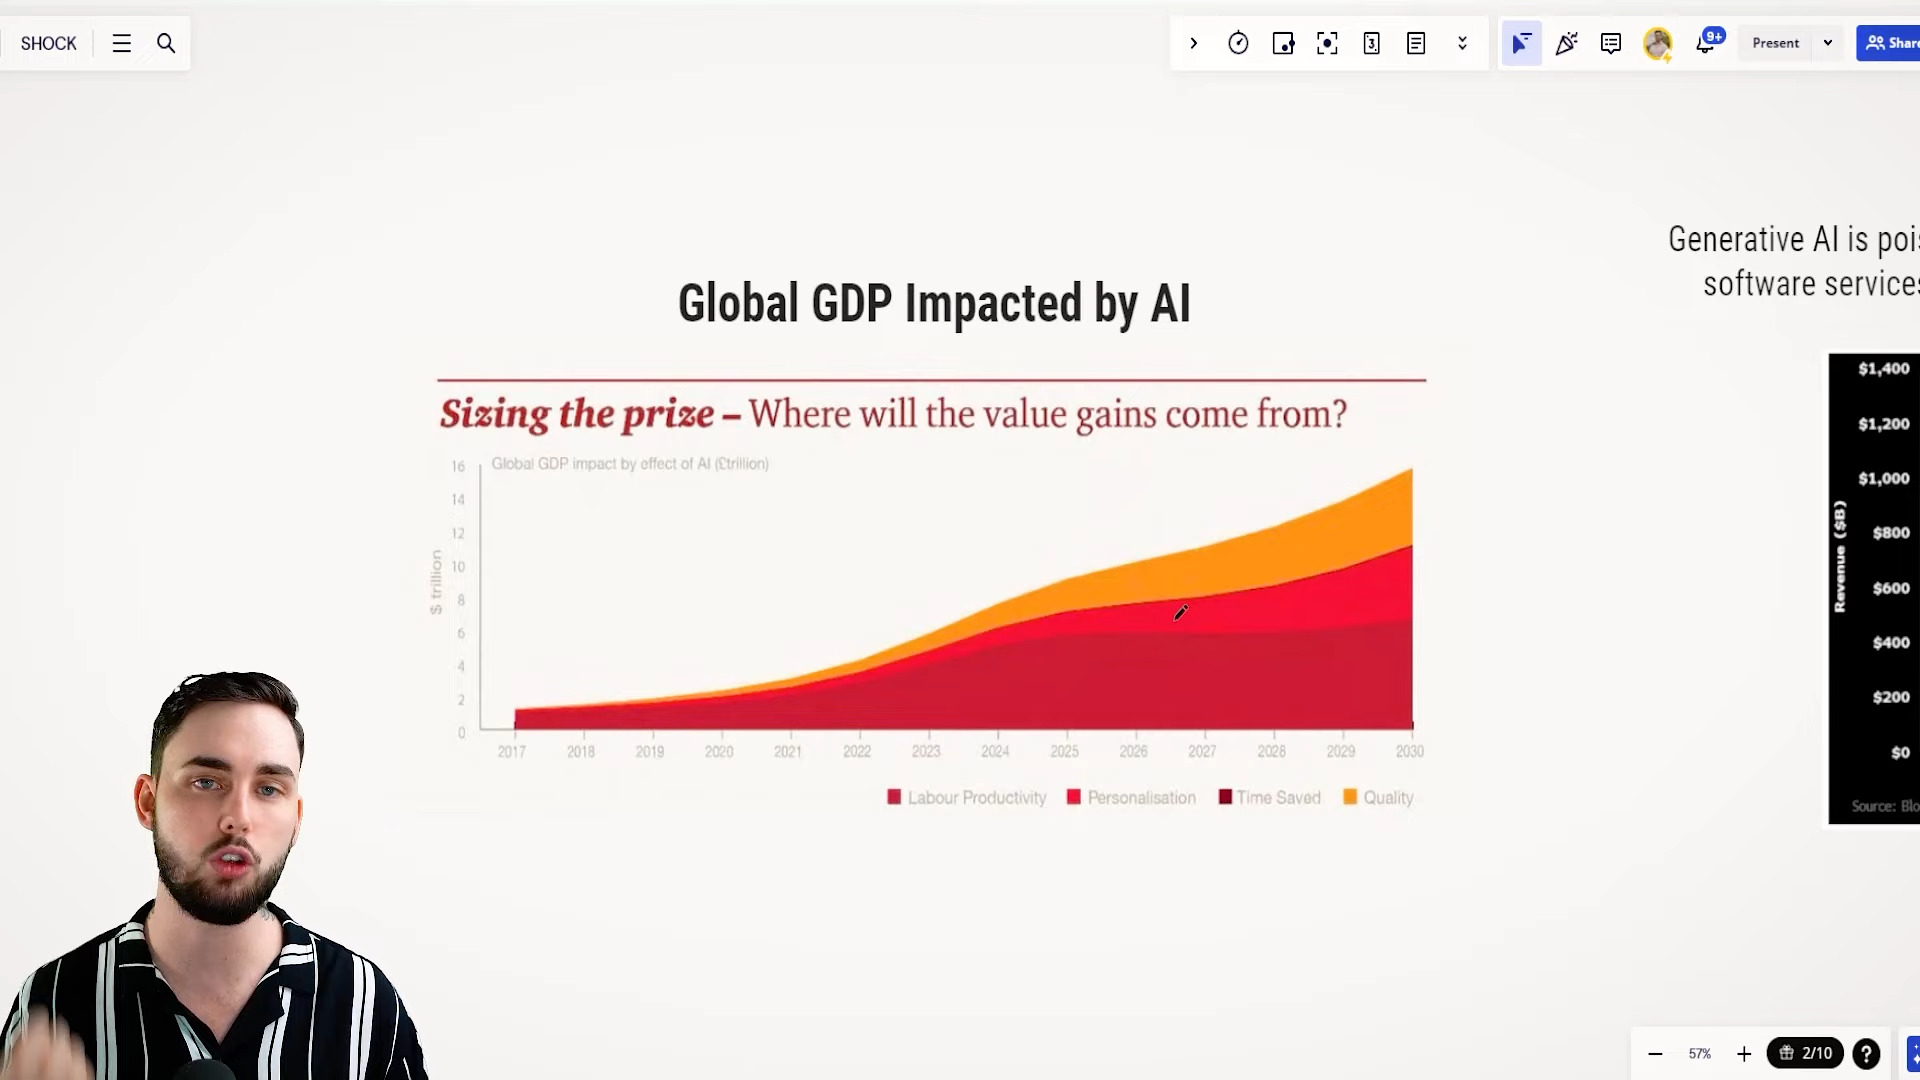 SHOCK
3
9+
Present
Share
Generative AI is pois
software services
Global GDP Impacted by AI
Sizing the prize – Where will the value gains come from?
Global GDP impact by effect of AI (£trillion)
$ trillion
16
14
12
10
8
6
4
2
0
2017 2018 2019 2020 2021 2022 2023 2024 2025 2026 2027 2028 2029 2030
Labour Productivity Personalisation Time Saved Quality
Revenue ($B)
$1,400
$1,200
$1,000
$800
$600
$400
$200
$0
Source: Blo
57%
2/10
?